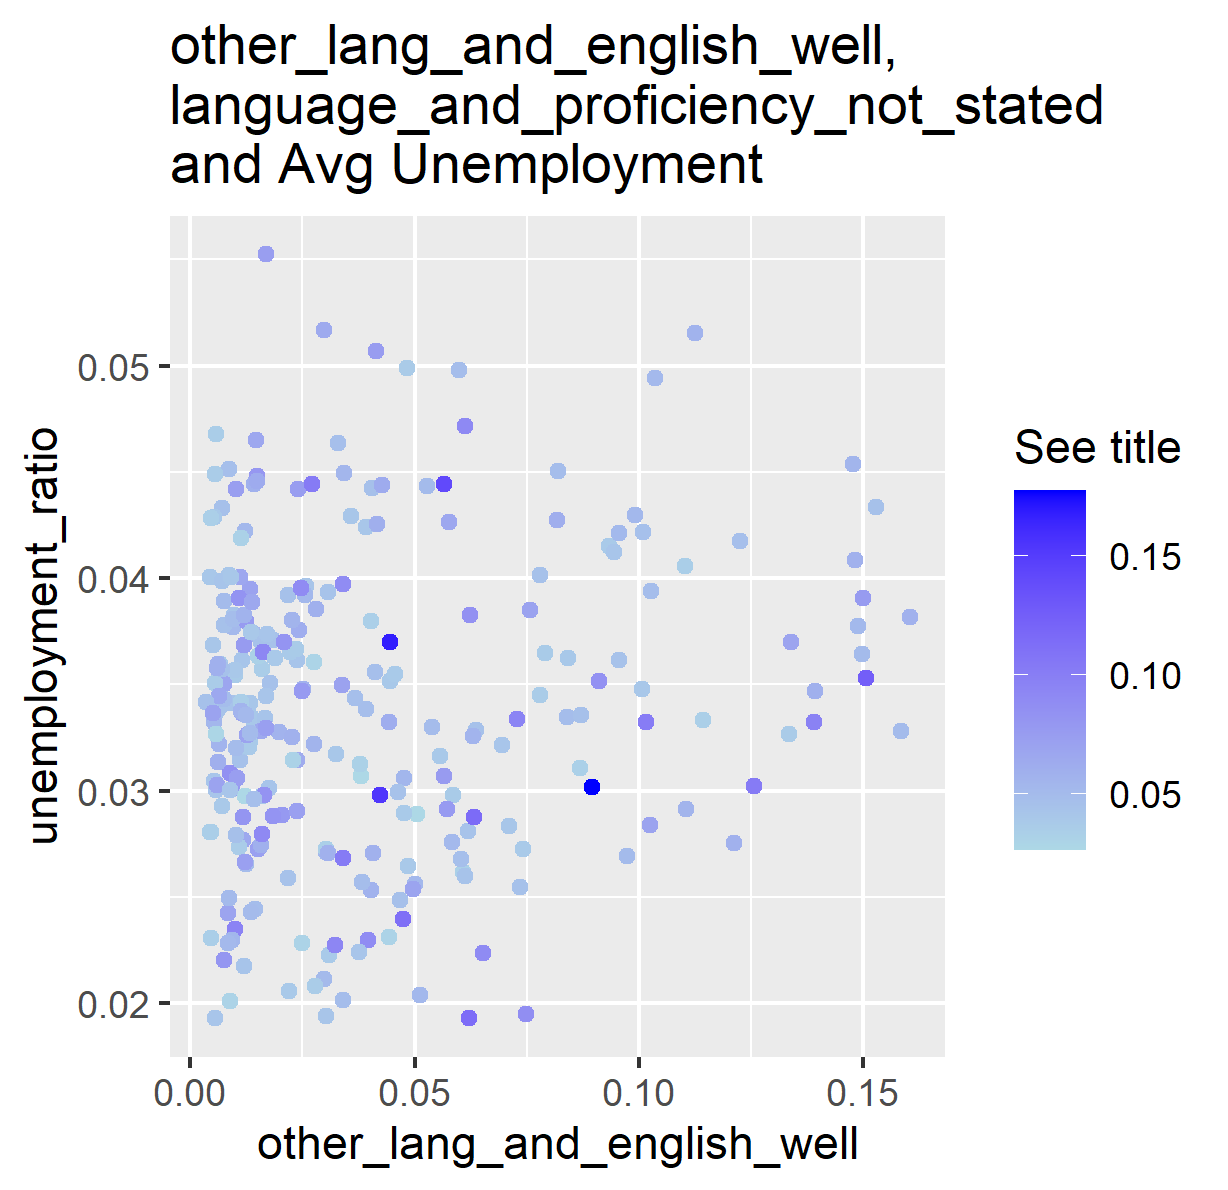 other_lang_and_english_well,
language_and_proficiency_not_stated
and Avg Unemployment
unemployment_ratio
0.05
0.04
0.03
0.02
0.00
0.05
0.10
0.15
other_lang_and_english_well
See title
0.15
0.10
0.05